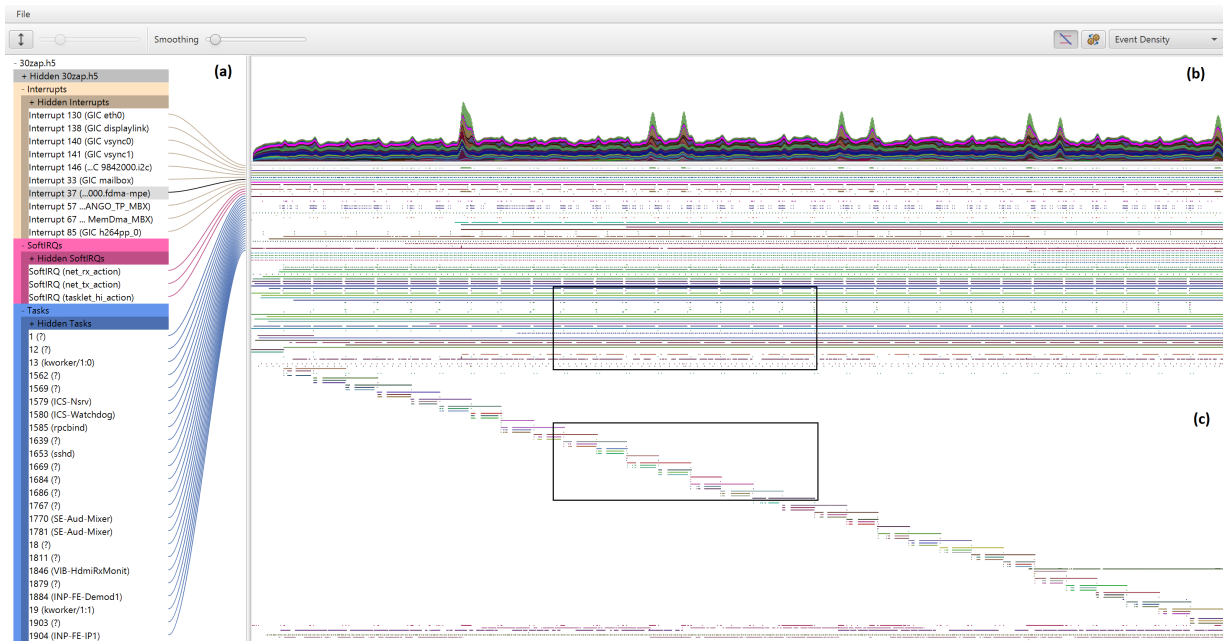 File
Smoothing
Event Density
- 30zap.h5
(a)
(b)
+ Hidden 30zap.h5
- Interrupts
+ Hidden Interrupts
Interrupt 130 (GIC eth0)
Interrupt 138 (GIC displaylink)
Interrupt 140 (GIC vsync0)
Interrupt 141 (GIC vsync1)
Interrupt 146 (...C 9842000.i2c)
Interrupt 33 (GIC mailbox)
Interrupt 37 (...000.fdma-mpe)
Interrupt 57 ...ANGO_TP_MBX)
Interrupt 67 ... MemDma_MBX)
Interrupt 85 (GIC h264pp_0)
- SoftIRQs
+ Hidden SoftIRQs
SoftIRQ (net_rx_action)
SoftIRQ (net_tx_action)
SoftIRQ (tasklet_hi_action)
- Tasks
+ Hidden Tasks
1 (?)
12 (?)
13 (kworker/1:0)
1562 (?)
1569 (?)
1579 (ICS-Nsrv)
1580 (ICS-Watchdog)
(c)
1585 (rpcbind)
1639 (?)
1653 (sshd)
1669 (?)
1684 (?)
1686 (?)
1767 (?)
1770 (SE-Aud-Mixer)
1781 (SE-Aud-Mixer)
18 (?)
1811 (?)
1846 (VIB-HdmiRxMonit)
1879 (?)
1884 (INP-FE-Demod1)
19 (kworker/1:1)
1903 (?)
1904 (INP-FE-IP1)